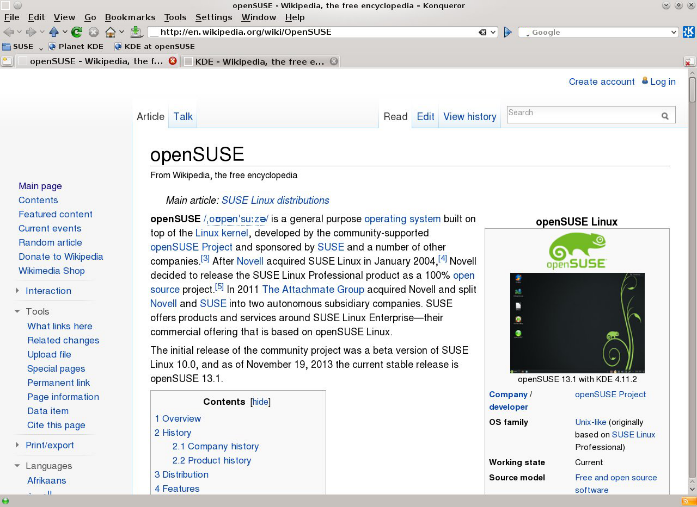 openSUSE - Wikipedia, the free encyclopedia – Konqueror
File Edit View Go Bookmarks Tools Settings Window Help
http://en.wikipedia.org/wiki/OpenSUSE
Google
SUSE Planet KDE KDE at openSUSE
openSUSE - Wikipedia, the f...
KDE - Wikipedia, the free e...
Create account Log in
Article Talk
Read Edit View history
Search
openSUSE
From Wikipedia, the free encyclopedia
Main page
Contents
Featured content
Current events
Random article
Donate to Wikipedia
Wikimedia Shop
Interaction
Tools
What links here
Related changes
Upload file
Special pages
Permanent link
Page information
Data item
Cite this page
Print/export
Languages
Afrikaans
Main article: SUSE Linux distributions
openSUSE /ˌoʊpənˈsuːzə/ is a general purpose operating system built on
top of the Linux kernel, developed by the community-supported
openSUSE Project and sponsored by SUSE and a number of other
companies.[3] After Novell acquired SUSE Linux in January 2004,[4] Novell
decided to release the SUSE Linux Professional product as a 100% open
source project.[5] In 2011 The Attachmate Group acquired Novell and split
Novell and SUSE into two autonomous subsidiary companies. SUSE
offers products and services around SUSE Linux Enterprise—their
commercial offering that is based on openSUSE Linux.
The initial release of the community project was a beta version of SUSE
Linux 10.0, and as of November 19, 2013 the current stable release is
openSUSE 13.1.
Contents [hide]
1 Overview
2 History
2.1 Company history
2.2 Product history
3 Distribution
4 Features
openSUSE Linux
openSUSE
openSUSE 13.1 with KDE 4.11.2
Company / developer openSUSE Project
OS family Unix-like (originally
based on SUSE Linux
Professional)
Working state Current
Source model Free and open source
software